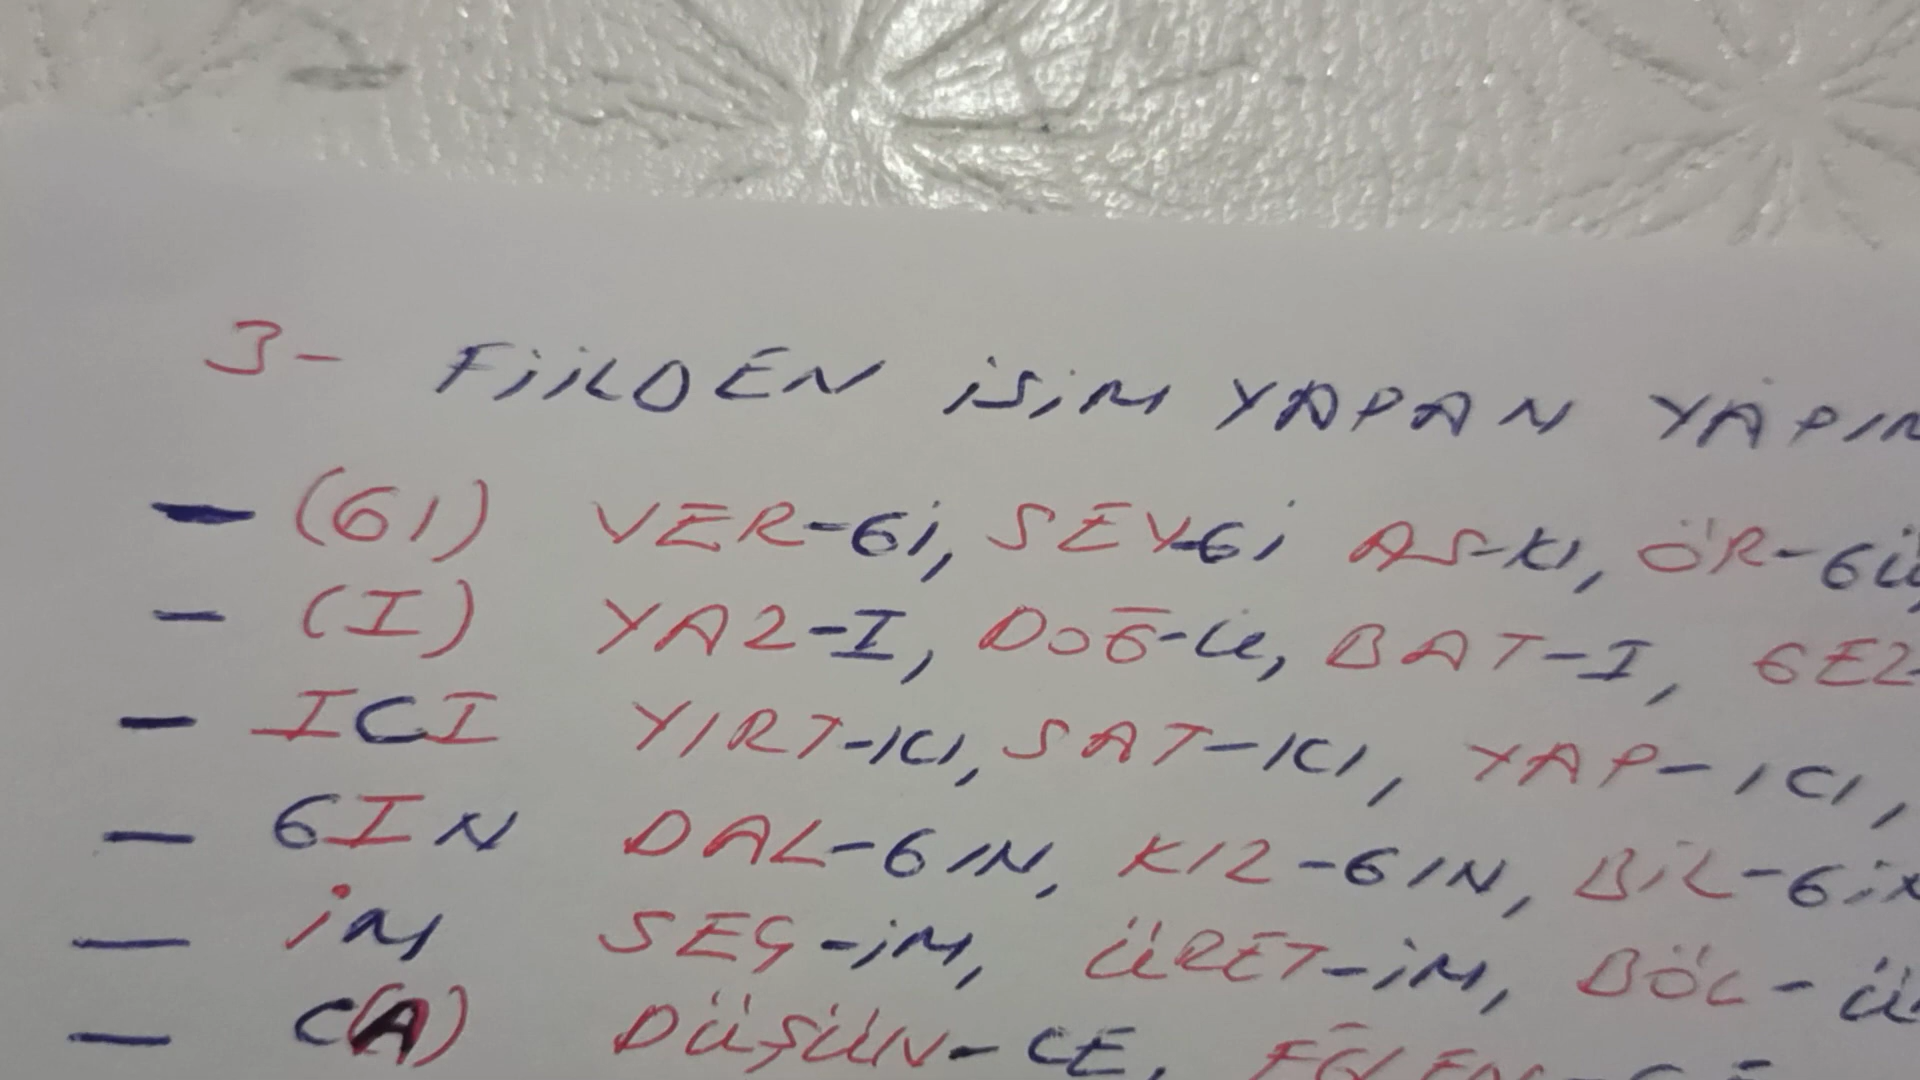 3- FİİLDEN İSİM YAPAN YAPIM
- (GI) VER-Gİ, SEV-Gİ AS-KI, ÖR-GÜ,
- (I) YAZ-I, DOĞ-U, BAT-I, GEZ-
- ICI YIRT-ICI, SAT-ICI, YAP-ICI,
- GIN DAL-GIN, KIZ-GIN, BİL-GİN
- İM SEÇ-İM, ÜRET-İM, BÖL-Ü
- C(A) DÜŞÜN-CE, EĞLEN-CE